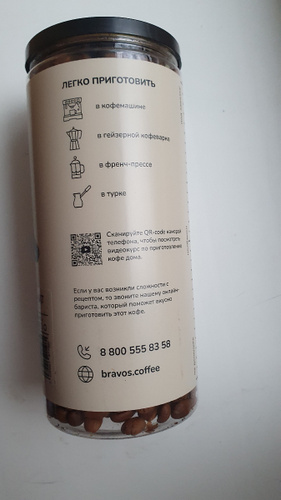 ЛЕГКО ПРИГОТОВИТЬ
в кофемашине
в гейзерной кофеварке
в френч-прессе
в турке
Сканируйте QR-code камерой
телефона, чтобы посмотреть
видеокурс по приготовлению
кофе дома.
Если у вас возникли сложности с
рецептом, то звоните нашему онлайн-
бариста, который поможет вкусно
приготовить этот кофе.
8 800 555 83 58
bravos.coffee